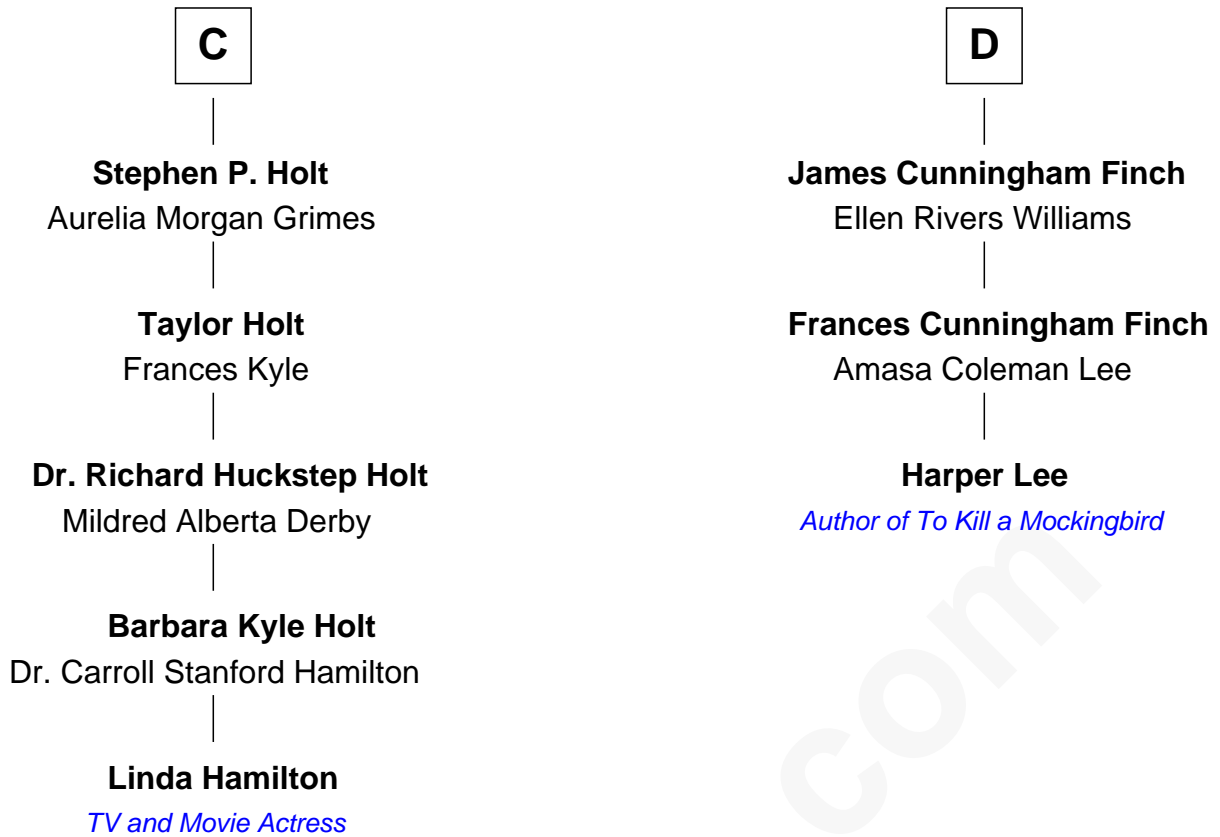 C
Stephen P. Holt
Aurelia Morgan Grimes
Taylor Holt
Frances Kyle
Dr. Richard Huckstep Holt
Mildred Alberta Derby
Barbara Kyle Holt
Dr. Carroll Stanford Hamilton
Linda Hamilton
TV and Movie Actress
D
James Cunningham Finch
Ellen Rivers Williams
Frances Cunningham Finch
Amasa Coleman Lee
Harper Lee
Author of To Kill a Mockingbird
com